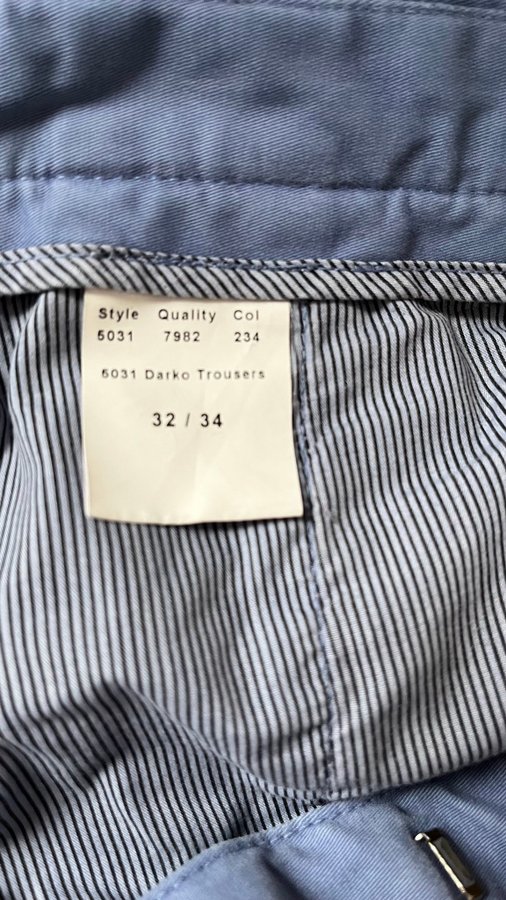 Style Quality Col
5031 7982 234
5031 Darko Trousers
32 / 34